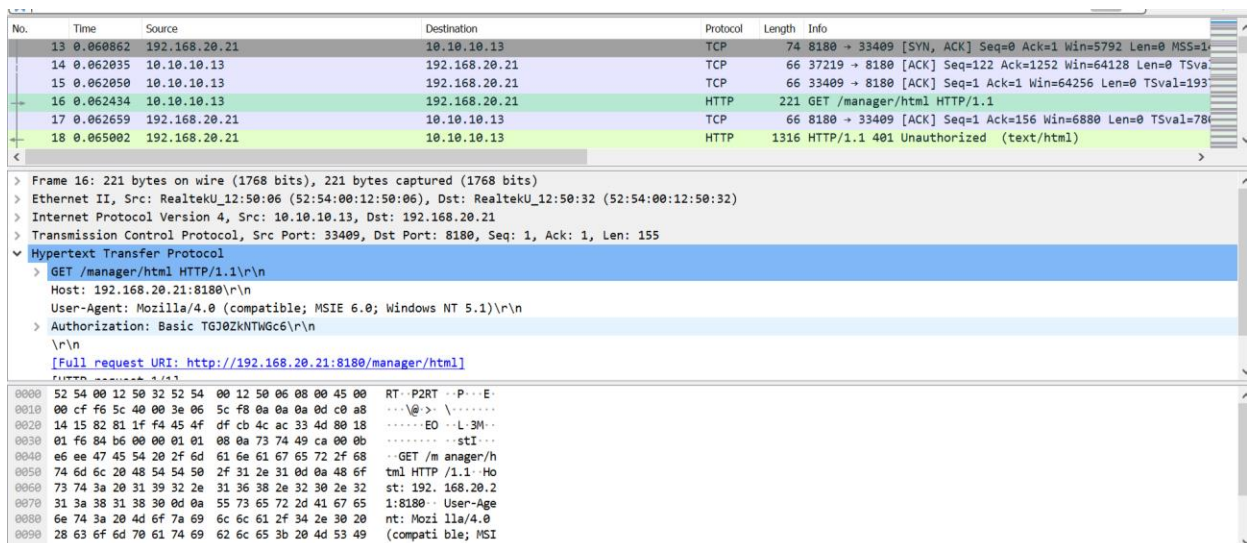 No. Time Source Destination Protocol Length Info
13 0.060862 192.168.20.21 10.10.10.13 TCP 74 8180 → 33409 [SYN, ACK] Seq=0 Ack=1 Win=5792 Len=0 MSS=14
14 0.062035 10.10.10.13 192.168.20.21 TCP 66 37219 → 8180 [ACK] Seq=122 Ack=1252 Win=64128 Len=0 TSva
15 0.062050 10.10.10.13 192.168.20.21 TCP 66 33409 → 8180 [ACK] Seq=1 Ack=1 Win=64256 Len=0 TSval=193
16 0.062434 10.10.10.13 192.168.20.21 HTTP 221 GET /manager/html HTTP/1.1
17 0.062659 192.168.20.21 10.10.10.13 TCP 66 8180 → 33409 [ACK] Seq=1 Ack=156 Win=6880 Len=0 TSval=78
18 0.065002 192.168.20.21 10.10.10.13 HTTP 1316 HTTP/1.1 401 Unauthorized (text/html)
> Frame 16: 221 bytes on wire (1768 bits), 221 bytes captured (1768 bits)
> Ethernet II, Src: RealtekU_12:50:06 (52:54:00:12:50:06), Dst: RealtekU_12:50:32 (52:54:00:12:50:32)
> Internet Protocol Version 4, Src: 10.10.10.13, Dst: 192.168.20.21
> Transmission Control Protocol, Src Port: 33409, Dst Port: 8180, Seq: 1, Ack: 1, Len: 155
Hypertext Transfer Protocol
> GET /manager/html HTTP/1.1\r\n
Host: 192.168.20.21:8180\r\n
User-Agent: Mozilla/4.0 (compatible; MSIE 6.0; Windows NT 5.1)\r\n
> Authorization: Basic TGJ0ZkNTWGc6\r\n
\r\n
[Full request URI: http://192.168.20.21:8180/manager/html]
[HTTP request 1/1]
0000 52 54 00 12 50 32 52 54 00 12 50 06 08 00 45 00 RT··P2RT ··P···E·
0010 00 cf f6 5c 40 00 3e 06 5c f8 0a 0a 0a 0d c0 a8 ···\@·>· \·······
0020 14 15 82 81 1f f4 45 4f df cb 4c ac 33 4d 80 18 ······EO ··L·3M··
0030 01 f6 84 b6 00 00 01 01 08 0a 73 74 49 ca 00 0b ········ ··stI···
0040 e6 ee 47 45 54 20 2f 6d 61 6e 61 67 65 72 2f 68 ··GET /m anager/h
0050 74 6d 6c 20 48 54 54 50 2f 31 2e 31 0d 0a 48 6f tml HTTP /1.1··Ho
0060 73 74 3a 20 31 39 32 2e 31 36 38 2e 32 30 2e 32 st: 192. 168.20.2
0070 31 3a 38 31 38 30 0d 0a 55 73 65 72 2d 41 67 65 1:8180·· User-Age
0080 6e 74 3a 20 4d 6f 7a 69 6c 6c 61 2f 34 2e 30 20 nt: Mozi lla/4.0
0090 28 63 6f 6d 70 61 74 69 62 6c 65 3b 20 4d 53 49 (compati ble; MSI